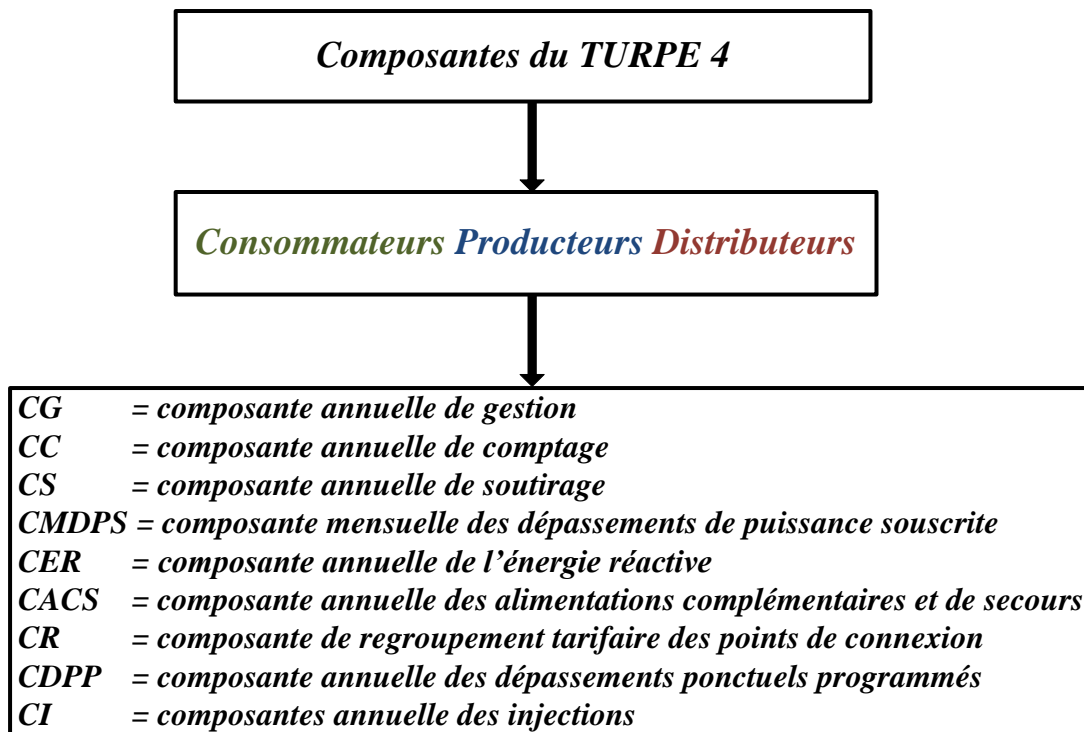 Composantes du TURPE 4
Consommateurs Producteurs Distributeurs
CG = composante annuelle de gestion
CC = composante annuelle de comptage
CS = composante annuelle de soutirage
CMDPS = composante mensuelle des dépassements de puissance souscrite
CER = composante annuelle de l’énergie réactive
CACS = composante annuelle des alimentations complémentaires et de secours
CR = composante de regroupement tarifaire des points de connexion
CDPP = composante annuelle des dépassements ponctuels programmés
CI = composantes annuelle des injections